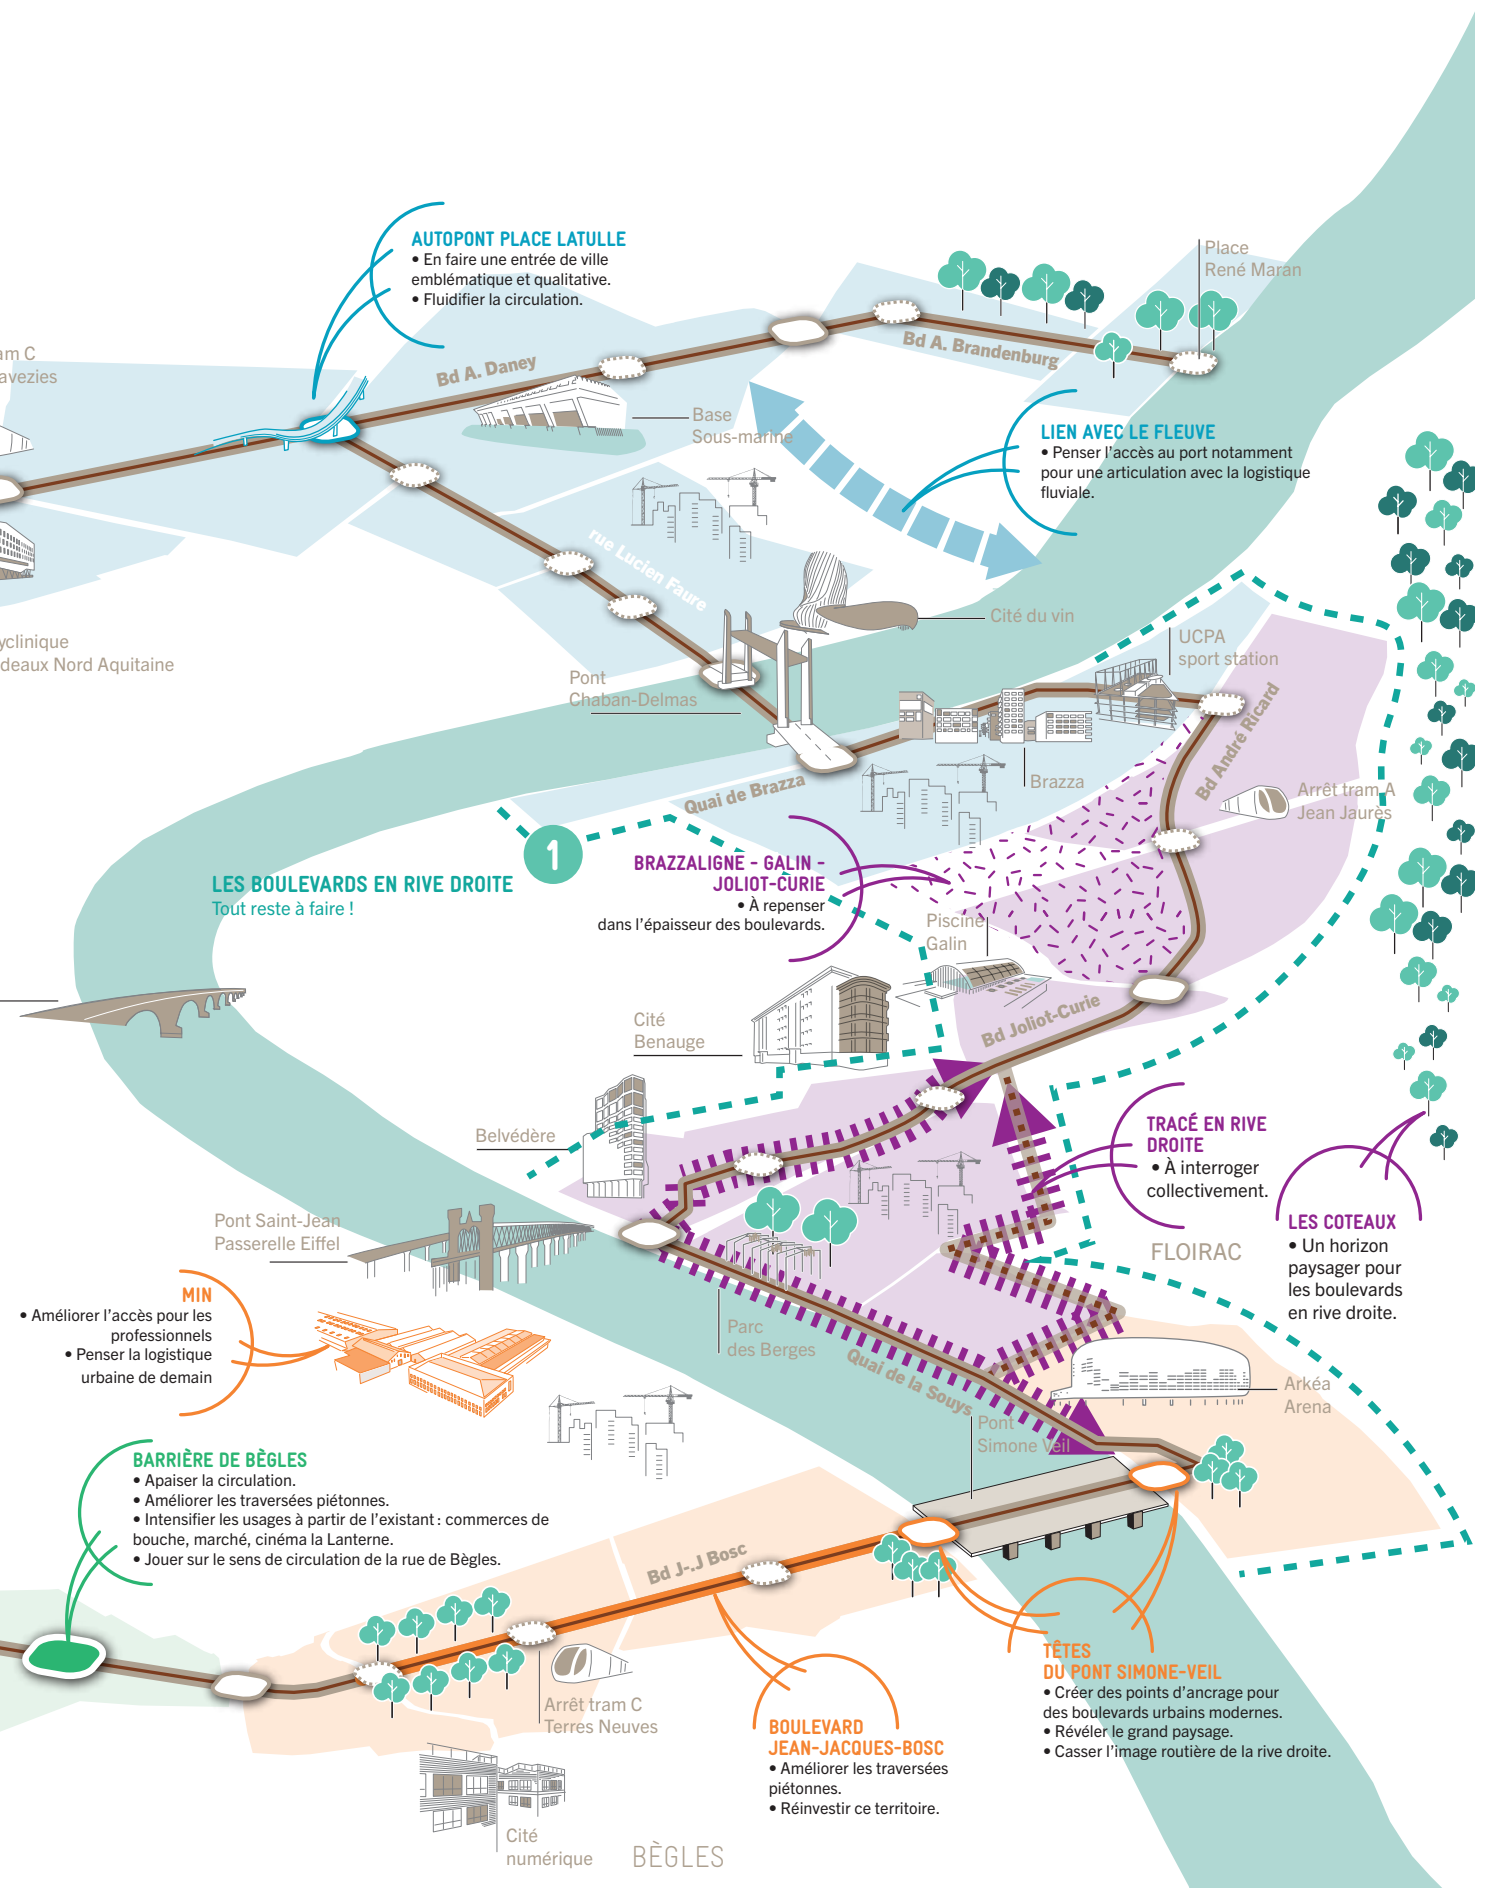 AUTOPONT PLACE LATULLE
• En faire une entrée de ville
emblématique et qualitative.
• Fluidifier la circulation.
Place
René Maran
Bd A. Brandenburg
Bd A. Daney
Base
Sous-marine
LIEN AVEC LE FLEUVE
• Penser l'accès au port notamment
pour une articulation avec la logistique
fluviale.
rue Lucien Faure
Cité du vin
yclinique
deaux Nord Aquitaine
am C
avezies
Pont
Chaban-Delmas
UCPA
sport station
Bd André Ricard
Quai de Brazza
Brazza
Arrêt tram A
Jean Jaurès
1
LES BOULEVARDS EN RIVE DROITE
Tout reste à faire !
BRAZZALIGNE - GALIN -
JOLIOT-CURIE
• À repenser
dans l'épaisseur des boulevards.
Piscine
Galin
Cité
Benauge
Bd Joliot-Curie
Belvédère
TRACÉ EN RIVE
DROITE
• À interroger
collectivement.
LES COTEAUX
• Un horizon
paysager pour
les boulevards
en rive droite.
FLOIRAC
Pont Saint-Jean
Passerelle Eiffel
MIN
• Améliorer l'accès pour les
professionnels
• Penser la logistique
urbaine de demain
Parc
des Berges
Quai de la Souys
Arkéa
Arena
Pont
Simone Veil
BARRIÈRE DE BÈGLES
• Apaiser la circulation.
• Améliorer les traversées piétonnes.
• Intensifier les usages à partir de l'existant : commerces de
bouche, marché, cinéma la Lanterne.
• Jouer sur le sens de circulation de la rue de Bègles.
Bd J-.J Bosc
Arrêt tram C
Terres Neuves
TÊTES
DU PONT SIMONE-VEIL
• Créer des points d'ancrage pour
des boulevards urbains modernes.
• Révéler le grand paysage.
• Casser l'image routière de la rive droite.
BOULEVARD
JEAN-JACQUES-BOSC
• Améliorer les traversées
piétonnes.
• Réinvestir ce territoire.
Cité
numérique
BÈGLES